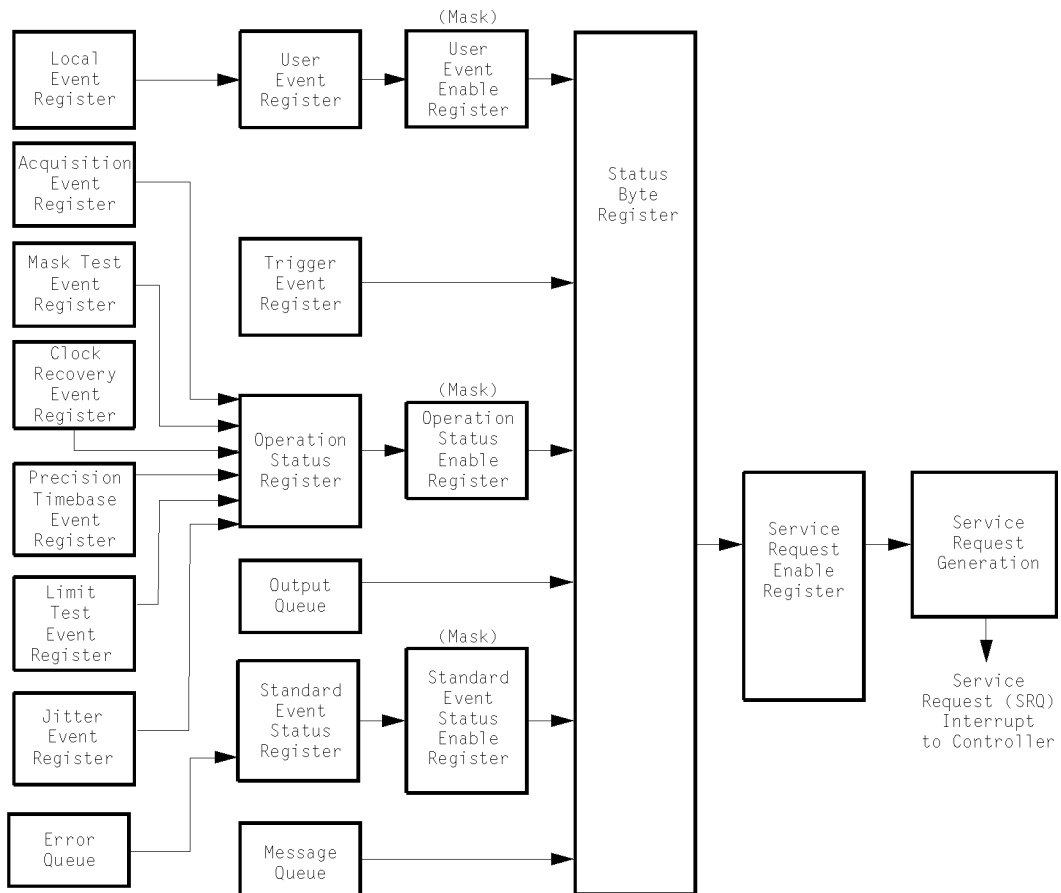 Local
Event
Register
User
Event
Register
(Mask)
User
Event
Enable
Register
Acquisition
Event
Register
Status
Byte
Register
Mask Test
Event
Register
Trigger
Event
Register
Clock
Recovery
Event
Register
Operation
Status
Register
(Mask)
Operation
Status
Enable
Register
Precision
Timebase
Event
Register
Service
Request
Enable
Register
Service
Request
Generation
Limit
Test
Event
Register
Output
Queue
Service
Request (SRQ)
Interrupt
to Controller
Jitter
Event
Register
Standard
Event
Status
Register
(Mask)
Standard
Event
Status
Enable
Register
Error
Queue
Message
Queue